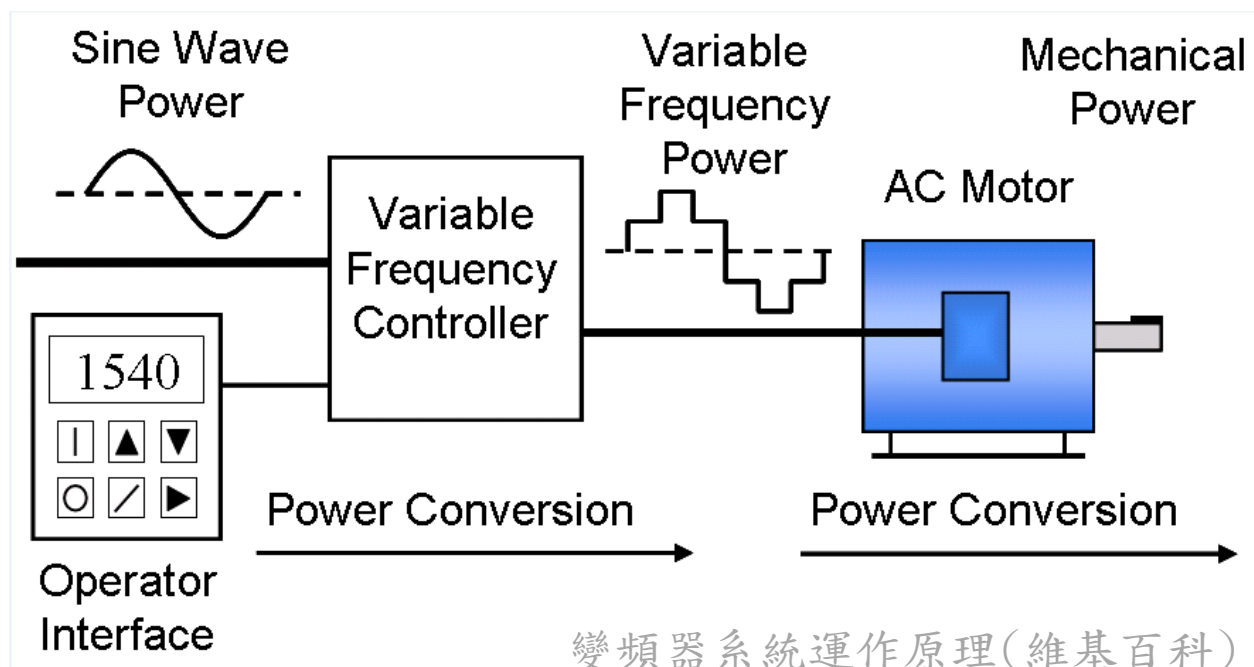 Sine Wave
Power
Variable
Frequency
Power
Mechanical
Power
AC Motor
Variable
Frequency
Controller
1540
Operator
Interface
Power Conversion
Power Conversion
變頻器系統運作原理(維基百科)